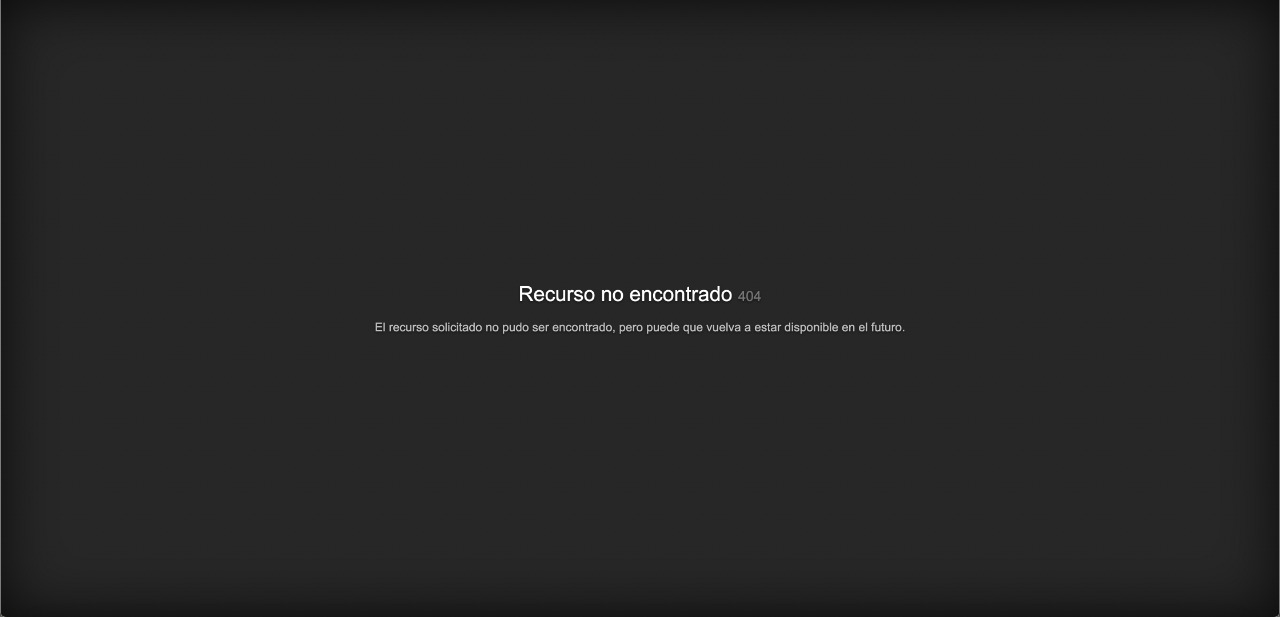 Recurso no encontrado 404
El recurso solicitado no pudo ser encontrado, pero puede que vuelva a estar disponible en el futuro.